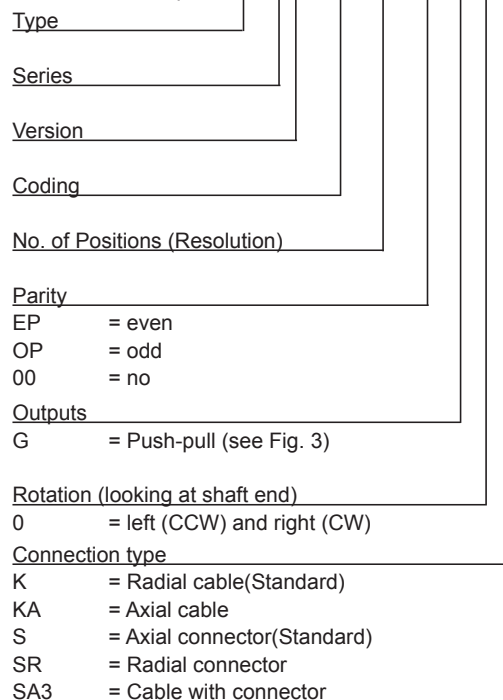 Type
Series
Version
Coding
No. of Positions (Resolution)
Parity
EP = even
OP = odd
00 = no
Outputs
G = Push-pull (see Fig. 3)
Rotation (looking at shaft end)
0 = left (CCW) and right (CW)
Connection type
K = Radial cable(Standard)
KA = Axial cable
S = Axial connector(Standard)
SR = Radial connector
SA3 = Cable with connector